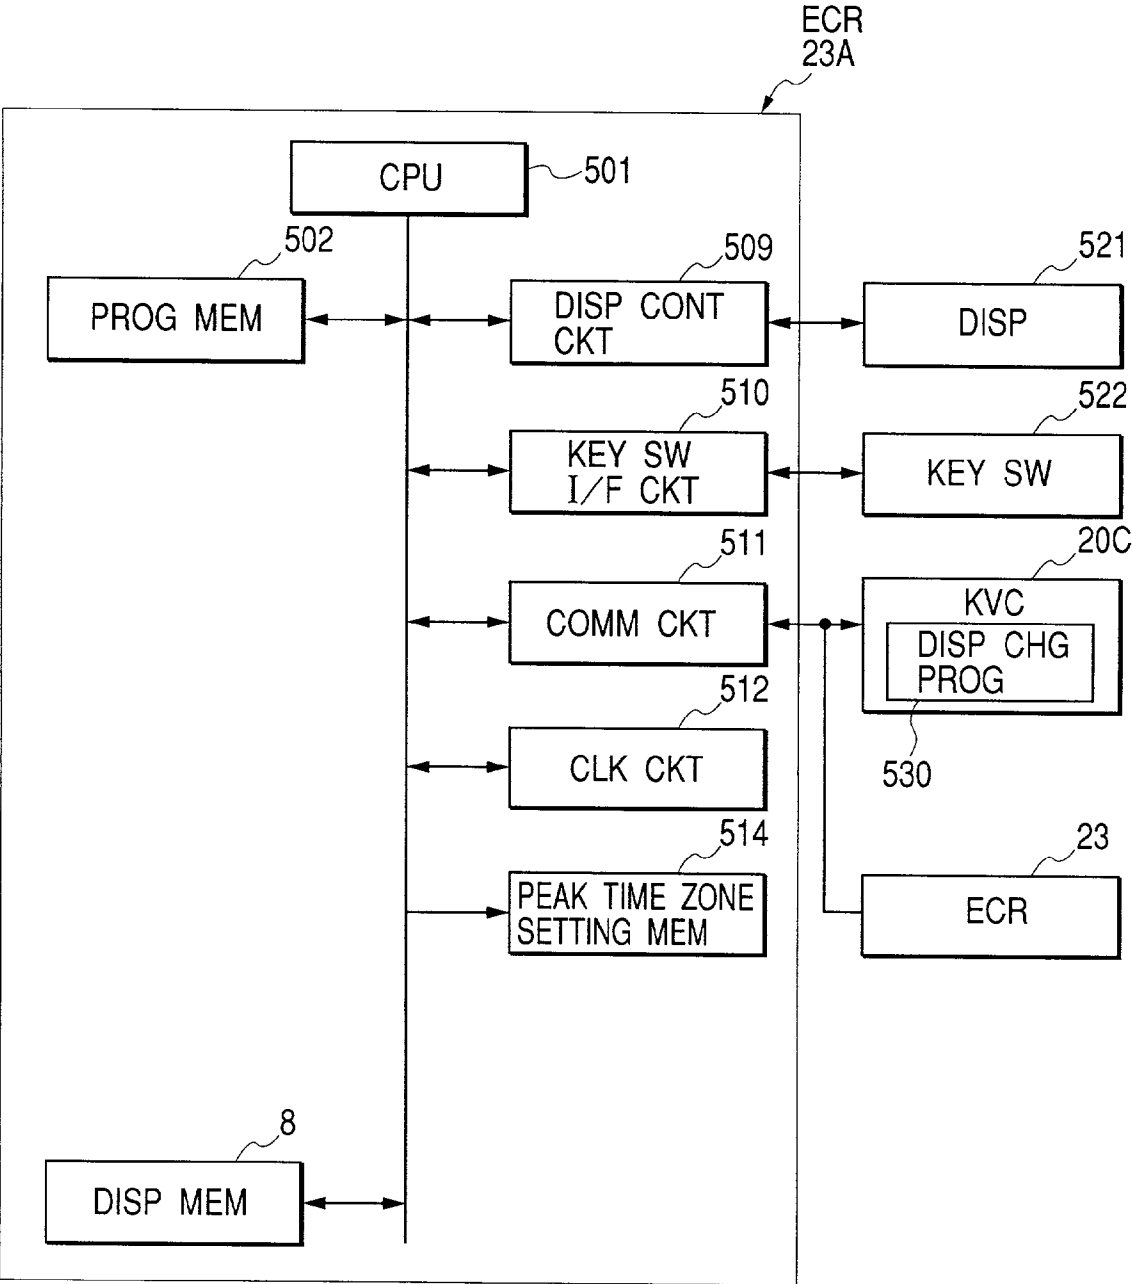 ECR
23A
CPU
501
502
PROG MEM
509
DISP CONT
CKT
521
DISP
510
KEY SW
I/F CKT
522
KEY SW
511
COMM CKT
20C
KVC
DISP CHG
PROG
530
512
CLK CKT
514
PEAK TIME ZONE
SETTING MEM
23
ECR
8
DISP MEM